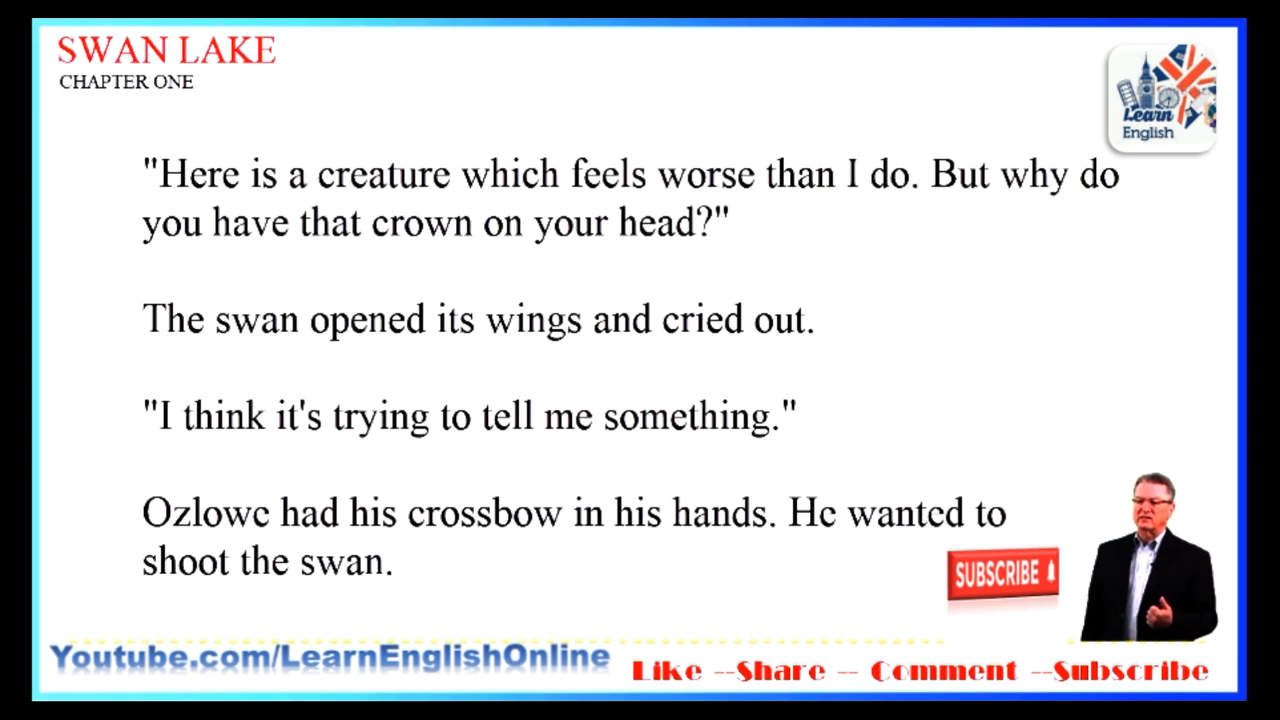 SWAN LAKE
CHAPTER ONE
Learn
English
"Here is a creature which feels worse than I do. But why do
you have that crown on your head?"
The swan opened its wings and cried out.
"I think it's trying to tell me something."
Ozlowe had his crossbow in his hands. He wanted to
shoot the swan.
SUBSCRIBE
Youtube.com/LearnEnglishOnline
Like --Share -- Comment --Subscribe